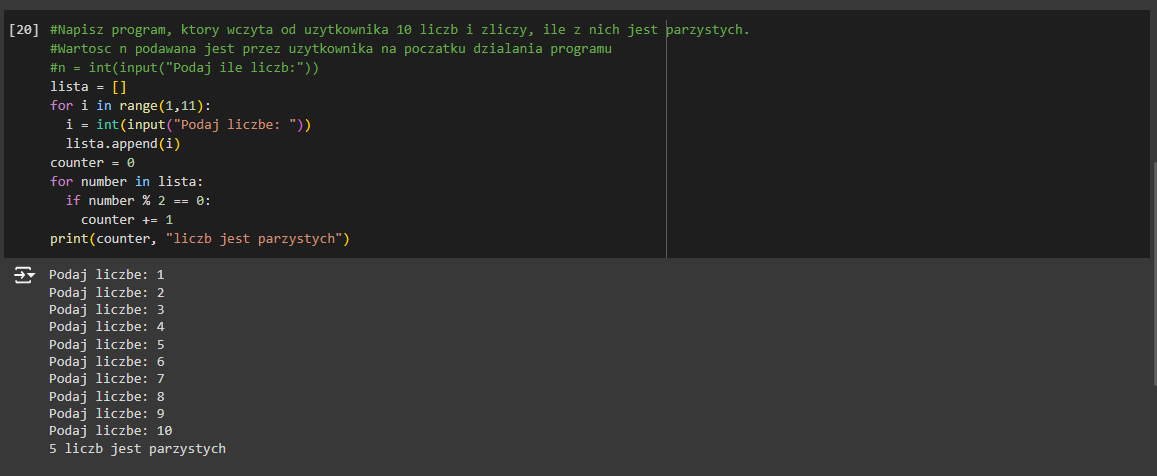 [20] #Napisz program, ktory wczyta od uzytkownika 10 liczb i zliczy, ile z nich jest parzystych.
#Wartosc n podawana jest przez uzytkownika na poczatku dzialania programu
#n = int(input("Podaj ile liczb:"))
lista = []
for i in range(1,11):
  i = int(input("Podaj liczbe: "))
  lista.append(i)
counter = 0
for number in lista:
  if number % 2 == 0:
    counter += 1
print(counter, "liczb jest parzystych")
Podaj liczbe: 1
Podaj liczbe: 2
Podaj liczbe: 3
Podaj liczbe: 4
Podaj liczbe: 5
Podaj liczbe: 6
Podaj liczbe: 7
Podaj liczbe: 8
Podaj liczbe: 9
Podaj liczbe: 10
5 liczb jest parzystych